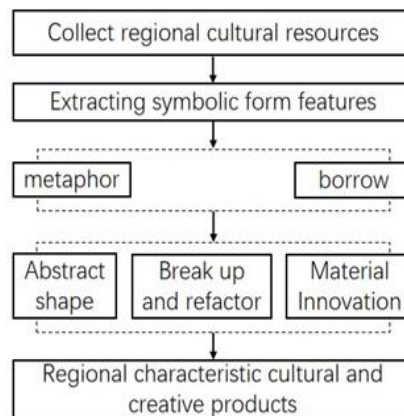 Collect regional cultural resources
Extracting symbolic form features
metaphor
borrow
Abstract
shape
Break up
and refactor
Material
Innovation
Regional characteristic cultural and
creative products